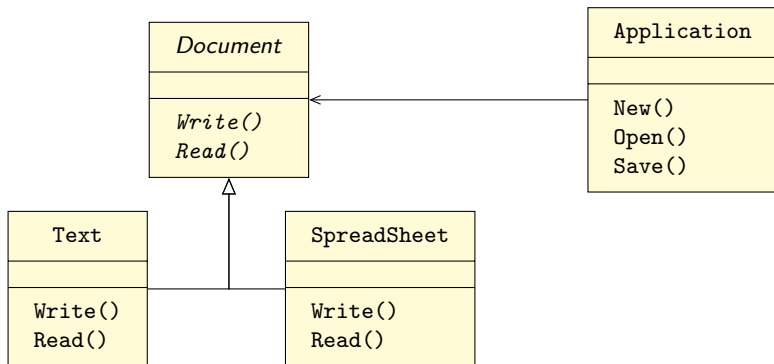 Document
Write()
Read()
Application
New()
Open()
Save()
Text
Write()
Read()
SpreadSheet
Write()
Read()